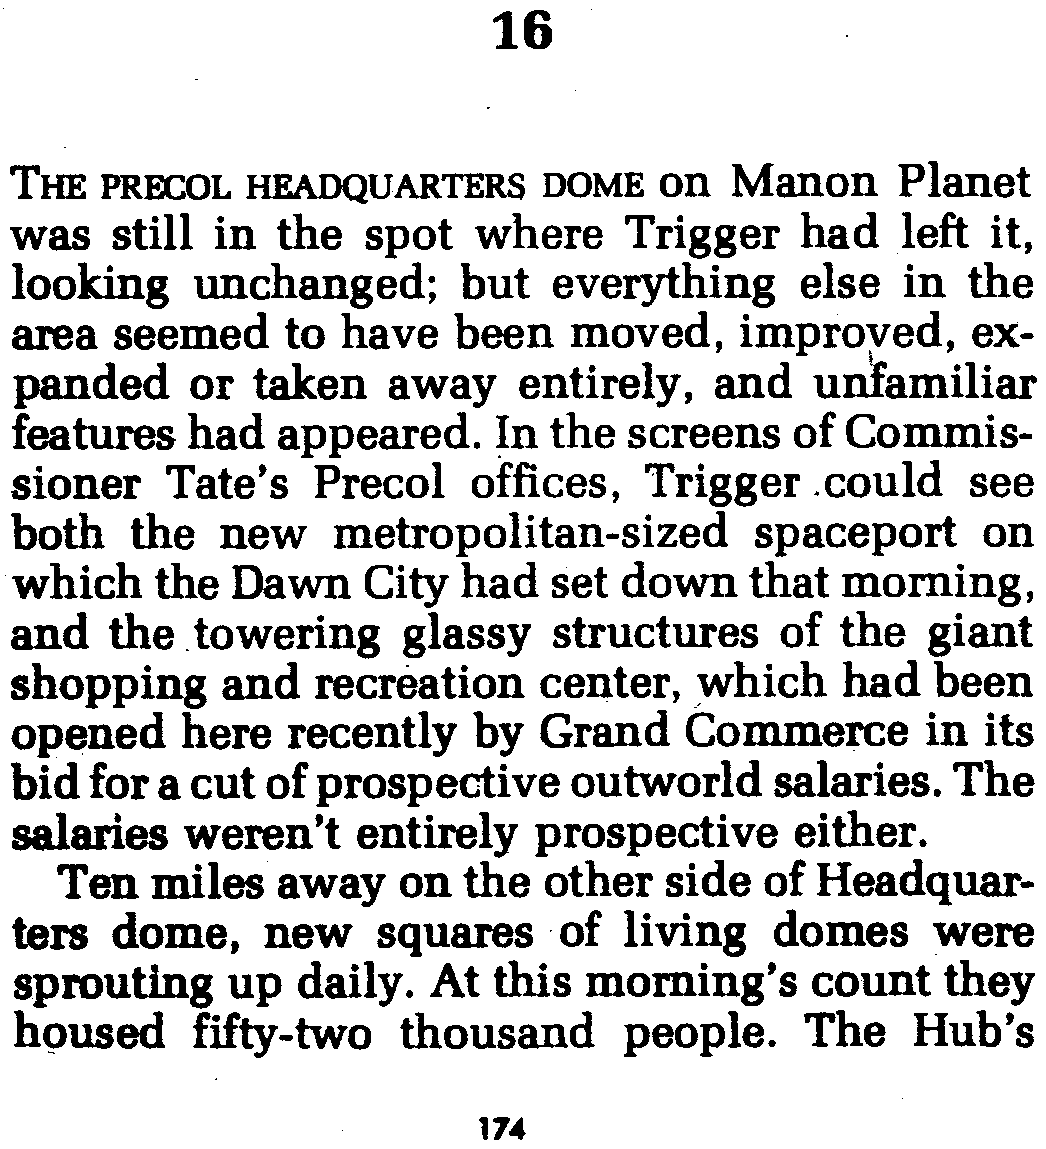 16
THE PRECOL HEADQUARTERS DOME on Manon Planet
was still in the spot where Trigger had left it,
looking unchanged; but everything else in the
area seemed to have been moved, improved, ex-
panded or taken away entirely, and unfamiliar
features had appeared. In the screens of Commis-
sioner Tate's Precol offices, Trigger could see
both the new metropolitan-sized spaceport on
which the Dawn City had set down that morning,
and the towering glassy structures of the giant
shopping and recreation center, which had been
opened here recently by Grand Commerce in its
bid for a cut of prospective outworld salaries. The
salaries weren't entirely prospective either.
Ten miles away on the other side of Headquar-
ters dome, new squares of living domes were
sprouting up daily. At this morning's count they
housed fifty-two thousand people. The Hub's
174